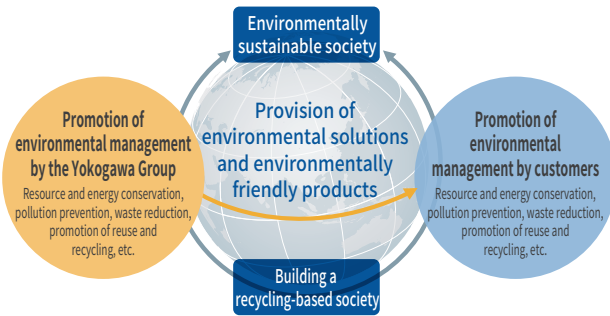 Environmentally
sustainable society
Promotion of
environmental management
by the Yokogawa Group
Resource and energy conservation,
pollution prevention, waste reduction,
promotion of reuse and
recycling, etc.
Provision of
environmental solutions
and environmentally
friendly products
Promotion of
environmental
management by customers
Resource and energy conservation,
pollution prevention, waste reduction,
promotion of reuse and
recycling, etc.
Building a
recycling-based society